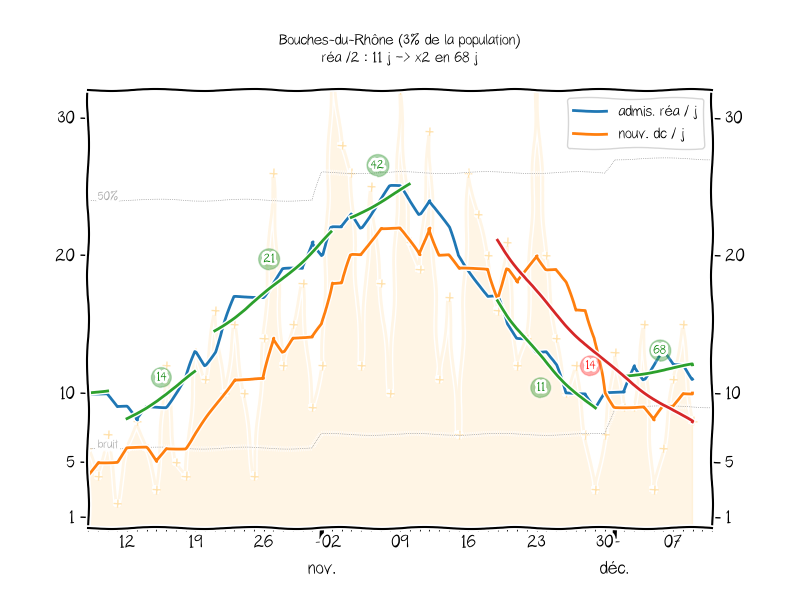 Bouches-du-Rhône (3% de la population)
réa /2 : 11 j -> x2 en 68 j
admis. réa / j
nouv. dc / j
30
30
50%
42
21
20
20
14
68
14
11
10
10
bruit
5
5
1
1
12 19 26 02 09 16 23 30 07
nov. déc.